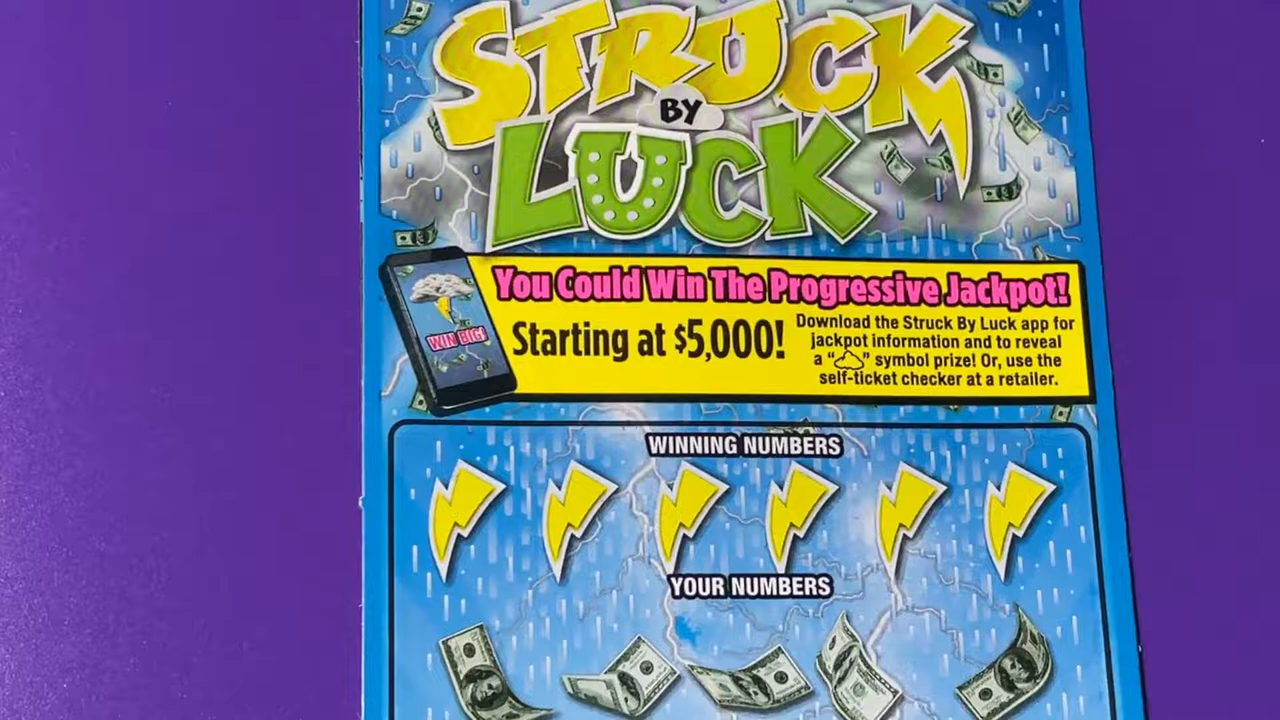 STRUCK
BY
LUCK
You Could Win The Progressive Jackpot!
Starting at $5,000!
Download the Struck By Luck app for
jackpot information and to reveal
a “ ” symbol prize! Or, use the
self-ticket checker at a retailer.
WIN BIG!
WINNING NUMBERS
YOUR NUMBERS